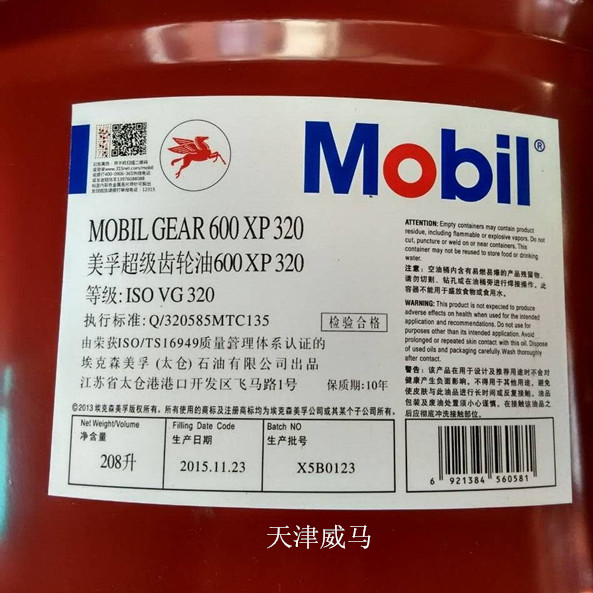 Mobil®
MOBIL GEAR 600 XP 320
美孚超级齿轮油600 XP 320
等级: ISO VG 320
执行标准: Q/320585MTC135
检验合格
由荣获ISO/TS16949质量管理体系认证的
埃克森美孚 (太仓) 石油有限公司出品
江苏省太仓港港口开发区飞马路1号
保质期: 10年
ATTENTION: Empty containers may contain product
residue, including flammable or explosive vapors. Do not
cut, puncture or weld on or near containers. This
container may not be reused to store food or drinking
water.
注意: 空油桶内含有易燃易爆的产品残留物,
请勿切割、钻孔或在油桶旁进行焊接操作。此
容器不能用于盛放食物或食用水。
WARNING: This product is not expected to produce
adverse effects on health when used for the intended
application and recommendations. Do not use for
purposes other than its intended application. Avoid
prolonged or repeated skin contact with this oil. Dispose
of used oils and packaging carefully. Wash thoroughly
after contact.
警告: 该产品在用于设计及推荐用途时不会对
健康产生负面影响。不得用于其他用途。避免
使皮肤与此油品进行长时间或反复接触。油品
包装及废油处置须小心谨慎。在接触该油品之
后应彻底冲洗接触部位。
©2013 埃克森美孚版权所有。所有使用的商标及注册商标均为埃克森美孚公司或其某个子公司所有.
Net Weight/Volume
净含量
208升
Filling Date Code
生产日期
2015.11.23
Batch NO
生产批号
X5B0123
6 921384 560581
天津威马